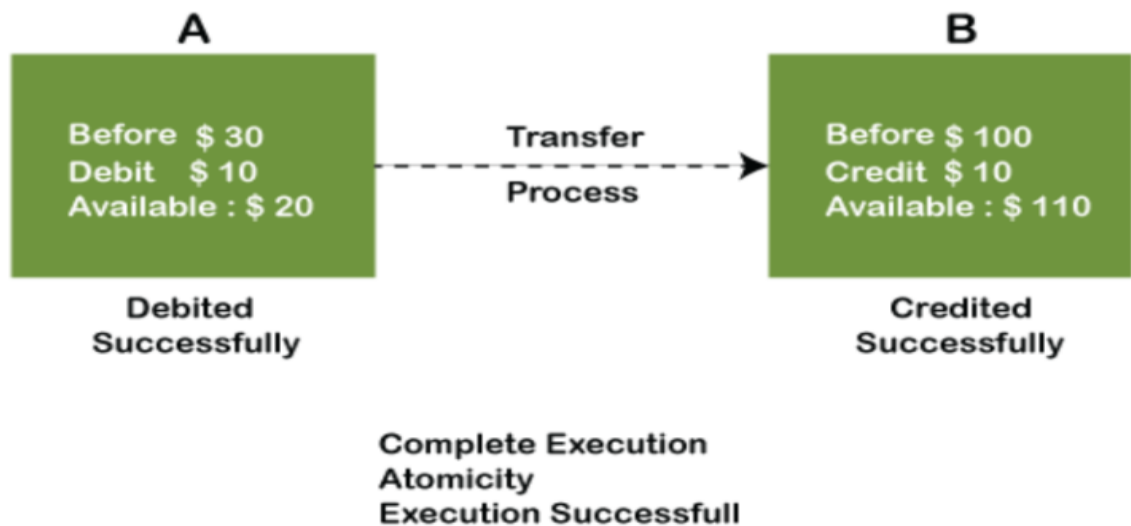 A
B
Before $ 30
Debit $ 10
Available : $ 20
Transfer
Process
Before $ 100
Credit $ 10
Available : $ 110
Debited
Successfully
Credited
Successfully
Complete Execution
Atomicity
Execution Successfull